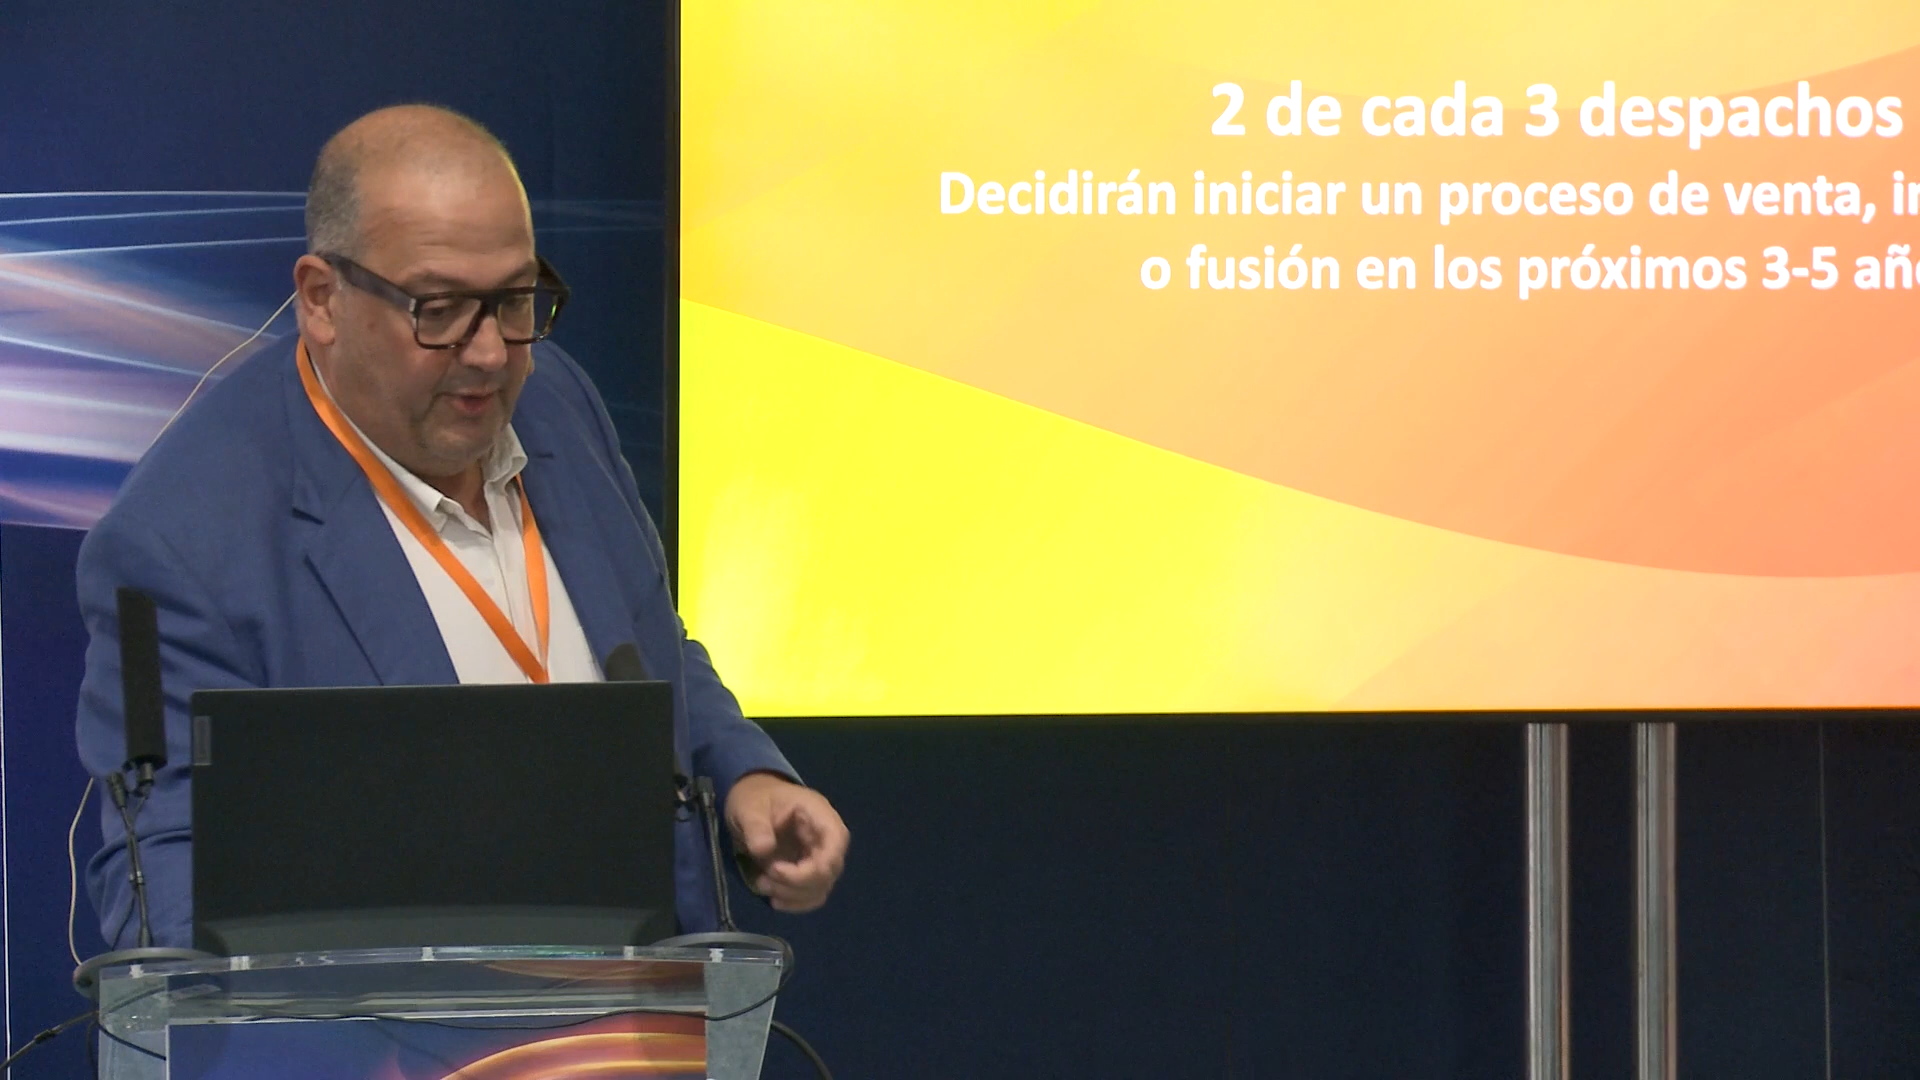 2 de cada 3 despachos
Decidirán iniciar un proceso de venta,
o fusión en los próximos 3-5